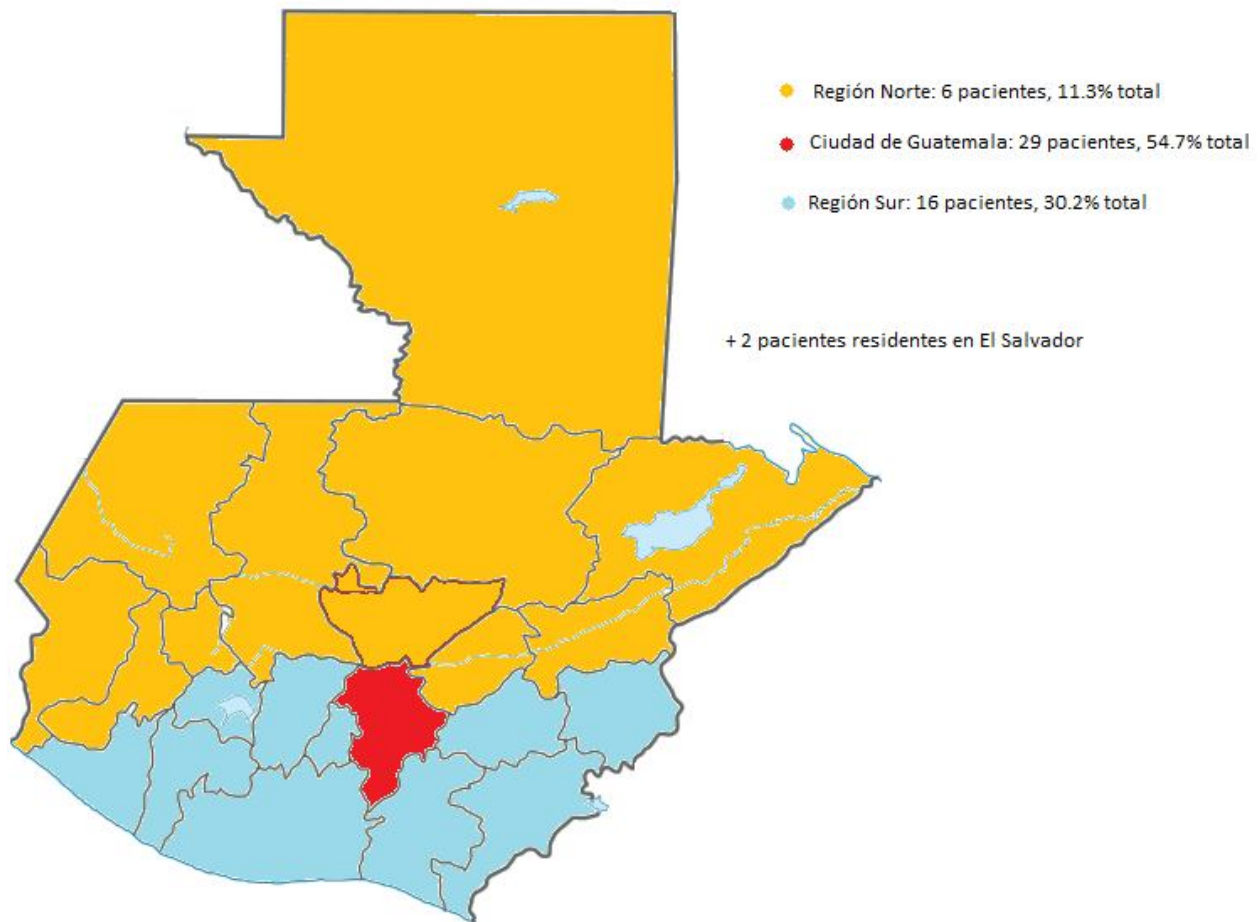 Región Norte: 6 pacientes, 11.3% total
Ciudad de Guatemala: 29 pacientes, 54.7% total
Región Sur: 16 pacientes, 30.2% total
+ 2 pacientes residentes en El Salvador